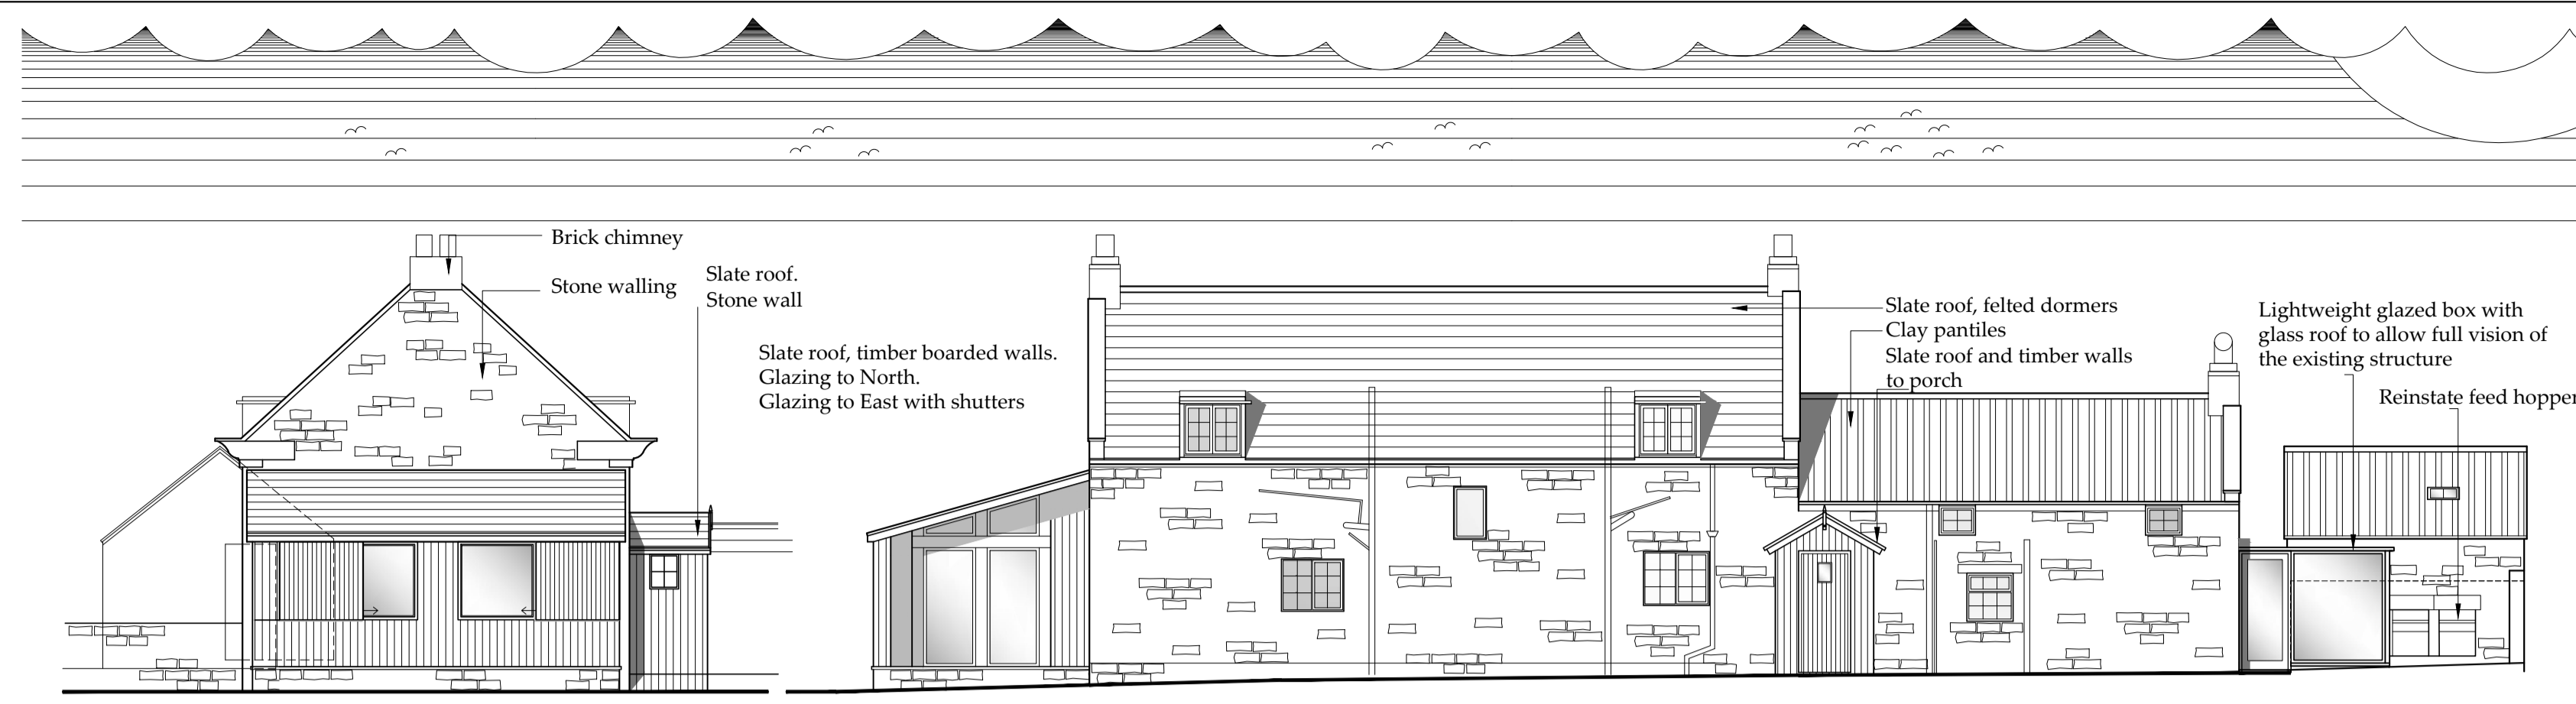 Brick chimney
Stone walling
Slate roof.
Stone wall
Slate roof, timber boarded walls.
Glazing to North.
Glazing to East with shutters
Slate roof, felted dormers
Clay pantiles
Slate roof and timber walls
to porch
Lightweight glazed box with
glass roof to allow full vision of
the existing structure
Reinstate feed hopper